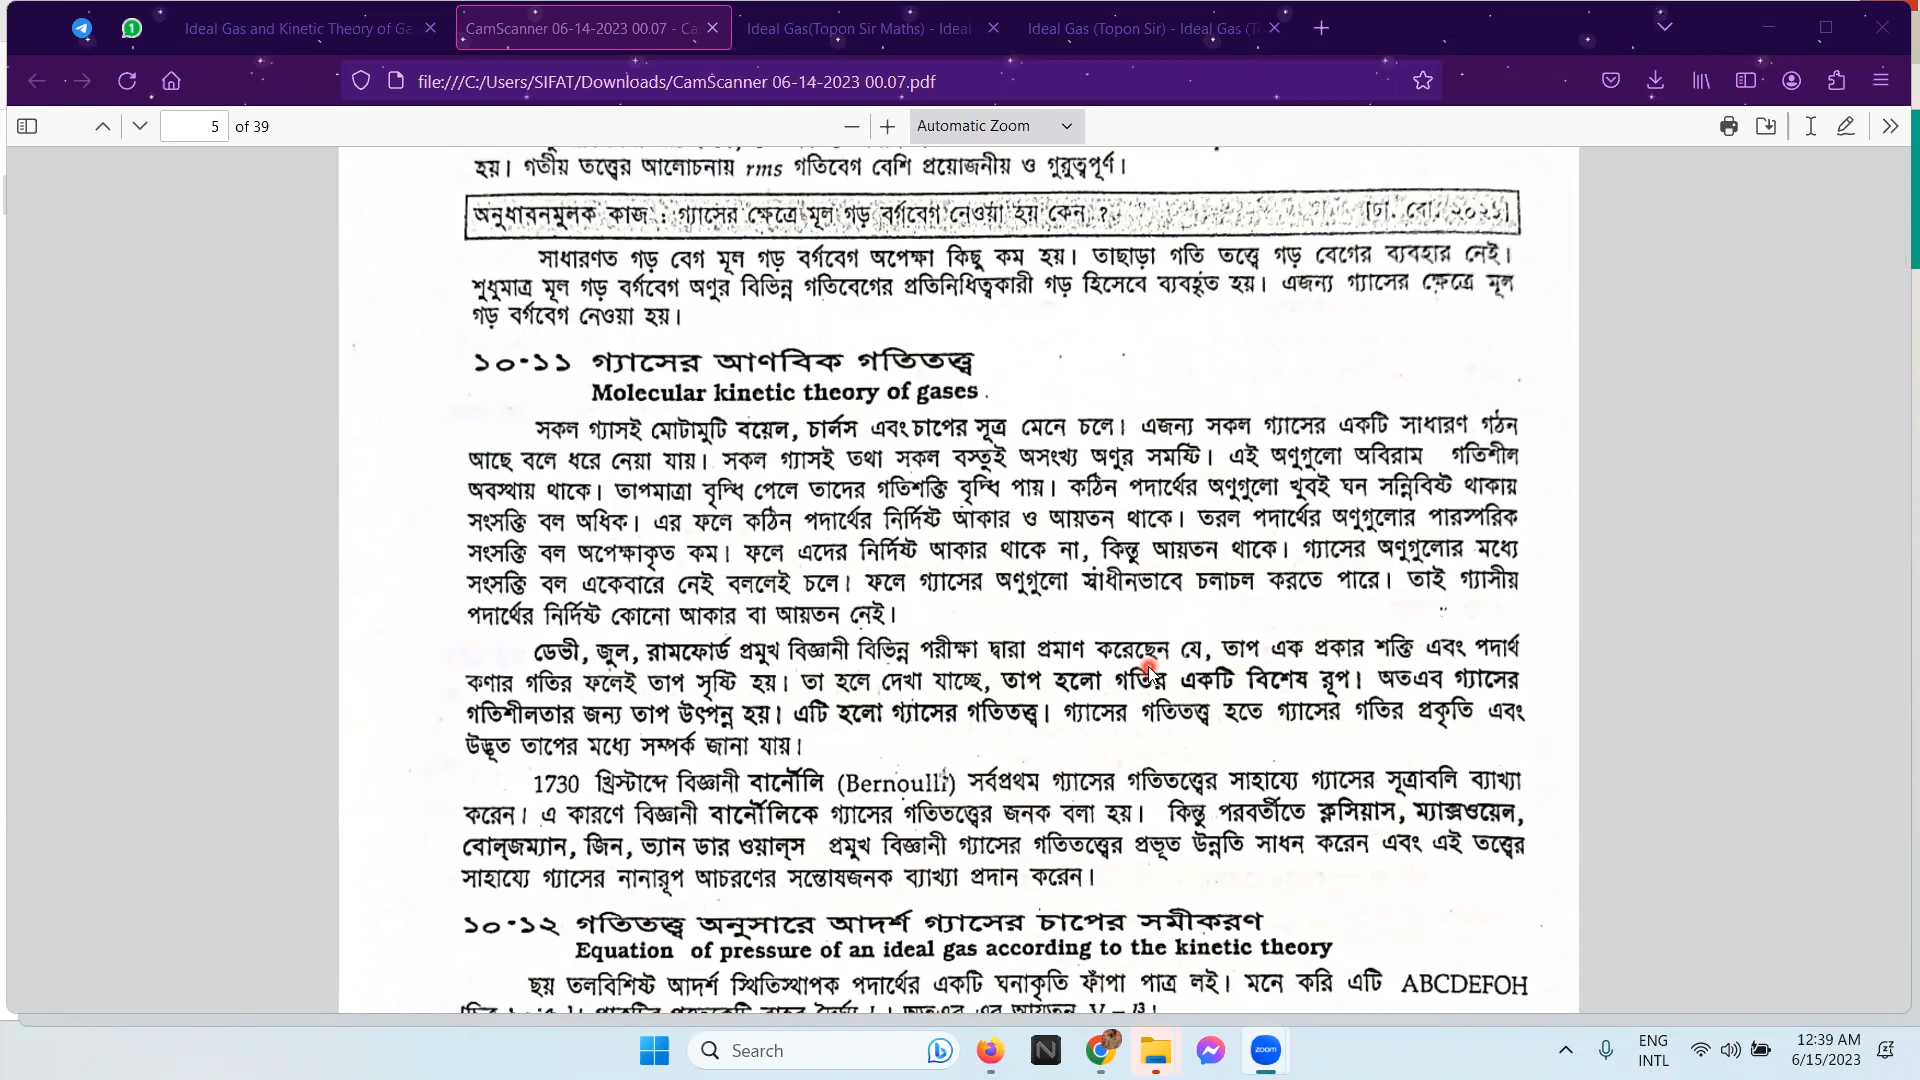 Ideal Gas and Kinetic Theory of Ga
CamScanner 06-14-2023 00.07 - Ca
Ideal Gas(Topon Sir Maths) - Ideal
Ideal Gas (Topon Sir) - Ideal Gas (To
file:///C:/Users/SIFAT/Downloads/CamScanner 06-14-2023 00.07.pdf
5 of 39
Automatic Zoom
হয়। গতীয় তত্ত্বের আলোচনায় rms গতিবেগ বেশি প্রয়োজনীয় ও গুরুত্বপূর্ণ।
অনুধাবনমূলক কাজ : গ্যাসের ক্ষেত্রে মূল গড় বর্গবেগ নেওয়া হয় কেন ? [ঢা. বো.
সাধারণত গড় বেগ মূল গড় বর্গবেগ অপেক্ষা কিছু কম হয়। তাছাড়া গতি তত্ত্বে গড় বেগের ব্যবহার নেই।
শুধুমাত্র মূল গড় বর্গবেগ অণুর বিভিন্ন গতিবেগের প্রতিনিধিত্বকারী গড় হিসেবে ব্যবহৃত হয়। এজন্য গ্যাসের ক্ষেত্রে মূল
গড় বর্গবেগ নেওয়া হয়।
১০·১১ গ্যাসের আণবিক গতিতত্ত্ব
Molecular kinetic theory of gases
সকল গ্যাসই মোটামুটি বয়েল, চার্লস এবং চাপের সূত্র মেনে চলে। এজন্য সকল গ্যাসের একটি সাধারণ গঠন
আছে বলে ধরে নেয়া যায়। সকল গ্যাসই তথা সকল বস্তুই অসংখ্য অণুর সমষ্টি। এই অণুগুলো অবিরাম গতিশীল
অবস্থায় থাকে। তাপমাত্রা বৃদ্ধি পেলে তাদের গতিশক্তি বৃদ্ধি পায়। কঠিন পদার্থের অণুগুলো খুবই ঘন সন্নিবিষ্ট থাকায়
সংসক্তি বল অধিক। এর ফলে কঠিন পদার্থের নির্দিষ্ট আকার ও আয়তন থাকে। তরল পদার্থের অণুগুলোর পারস্পরিক
সংসক্তি বল অপেক্ষাকৃত কম। ফলে এদের নির্দিষ্ট আকার থাকে না, কিন্তু আয়তন থাকে। গ্যাসের অণুগুলোর মধ্যে
সংসক্তি বল একেবারে নেই বললেই চলে। ফলে গ্যাসের অণুগুলো স্বাধীনভাবে চলাচল করতে পারে। তাই গ্যাসীয়
পদার্থের নির্দিষ্ট কোনো আকার বা আয়তন নেই।
ডেভী, জুল, রামফোর্ড প্রমুখ বিজ্ঞানী বিভিন্ন পরীক্ষা দ্বারা প্রমাণ করেছেন যে, তাপ এক প্রকার শক্তি এবং পদার্থ
কণার গতির ফলেই তাপ সৃষ্টি হয়। তা হলে দেখা যাচ্ছে, তাপ হলো গতির একটি বিশেষ রূপ। অতএব গ্যাসের
গতিশীলতার জন্য তাপ উৎপন্ন হয়। এটি হলো গ্যাসের গতিতত্ত্ব। গ্যাসের গতিতত্ত্ব হতে গ্যাসের গতির প্রকৃতি এবং
উদ্ভূত তাপের মধ্যে সম্পর্ক জানা যায়।
1730 খ্রিস্টাব্দে বিজ্ঞানী বার্নৌলি (Bernoulli) সর্বপ্রথম গ্যাসের গতিতত্ত্বের সাহায্যে গ্যাসের সূত্রাবলি ব্যাখ্যা
করেন। এ কারণে বিজ্ঞানী বার্নৌলিকে গ্যাসের গতিতত্ত্বের জনক বলা হয়। কিন্তু পরবর্তীতে ক্লসিয়াস, ম্যাক্সওয়েল,
বোল্‌জম্যান, জিন, ভ্যান ডার ওয়াল্‌স প্রমুখ বিজ্ঞানী গ্যাসের গতিতত্ত্বের প্রভূত উন্নতি সাধন করেন এবং এই তত্ত্বের
সাহায্যে গ্যাসের নানারূপ আচরণের সন্তোষজনক ব্যাখ্যা প্রদান করেন।
১০·১২ গতিতত্ত্ব অনুসারে আদর্শ গ্যাসের চাপের সমীকরণ
Equation of pressure of an ideal gas according to the kinetic theory
ছয় তলবিশিষ্ট আদর্শ স্থিতিস্থাপক পদার্থের একটি ঘনাকৃতি ফাঁপা পাত্র লই। মনে করি এটি ABCDEFOH
Search
zoom
ENG
INTL
12:39 AM
6/15/2023